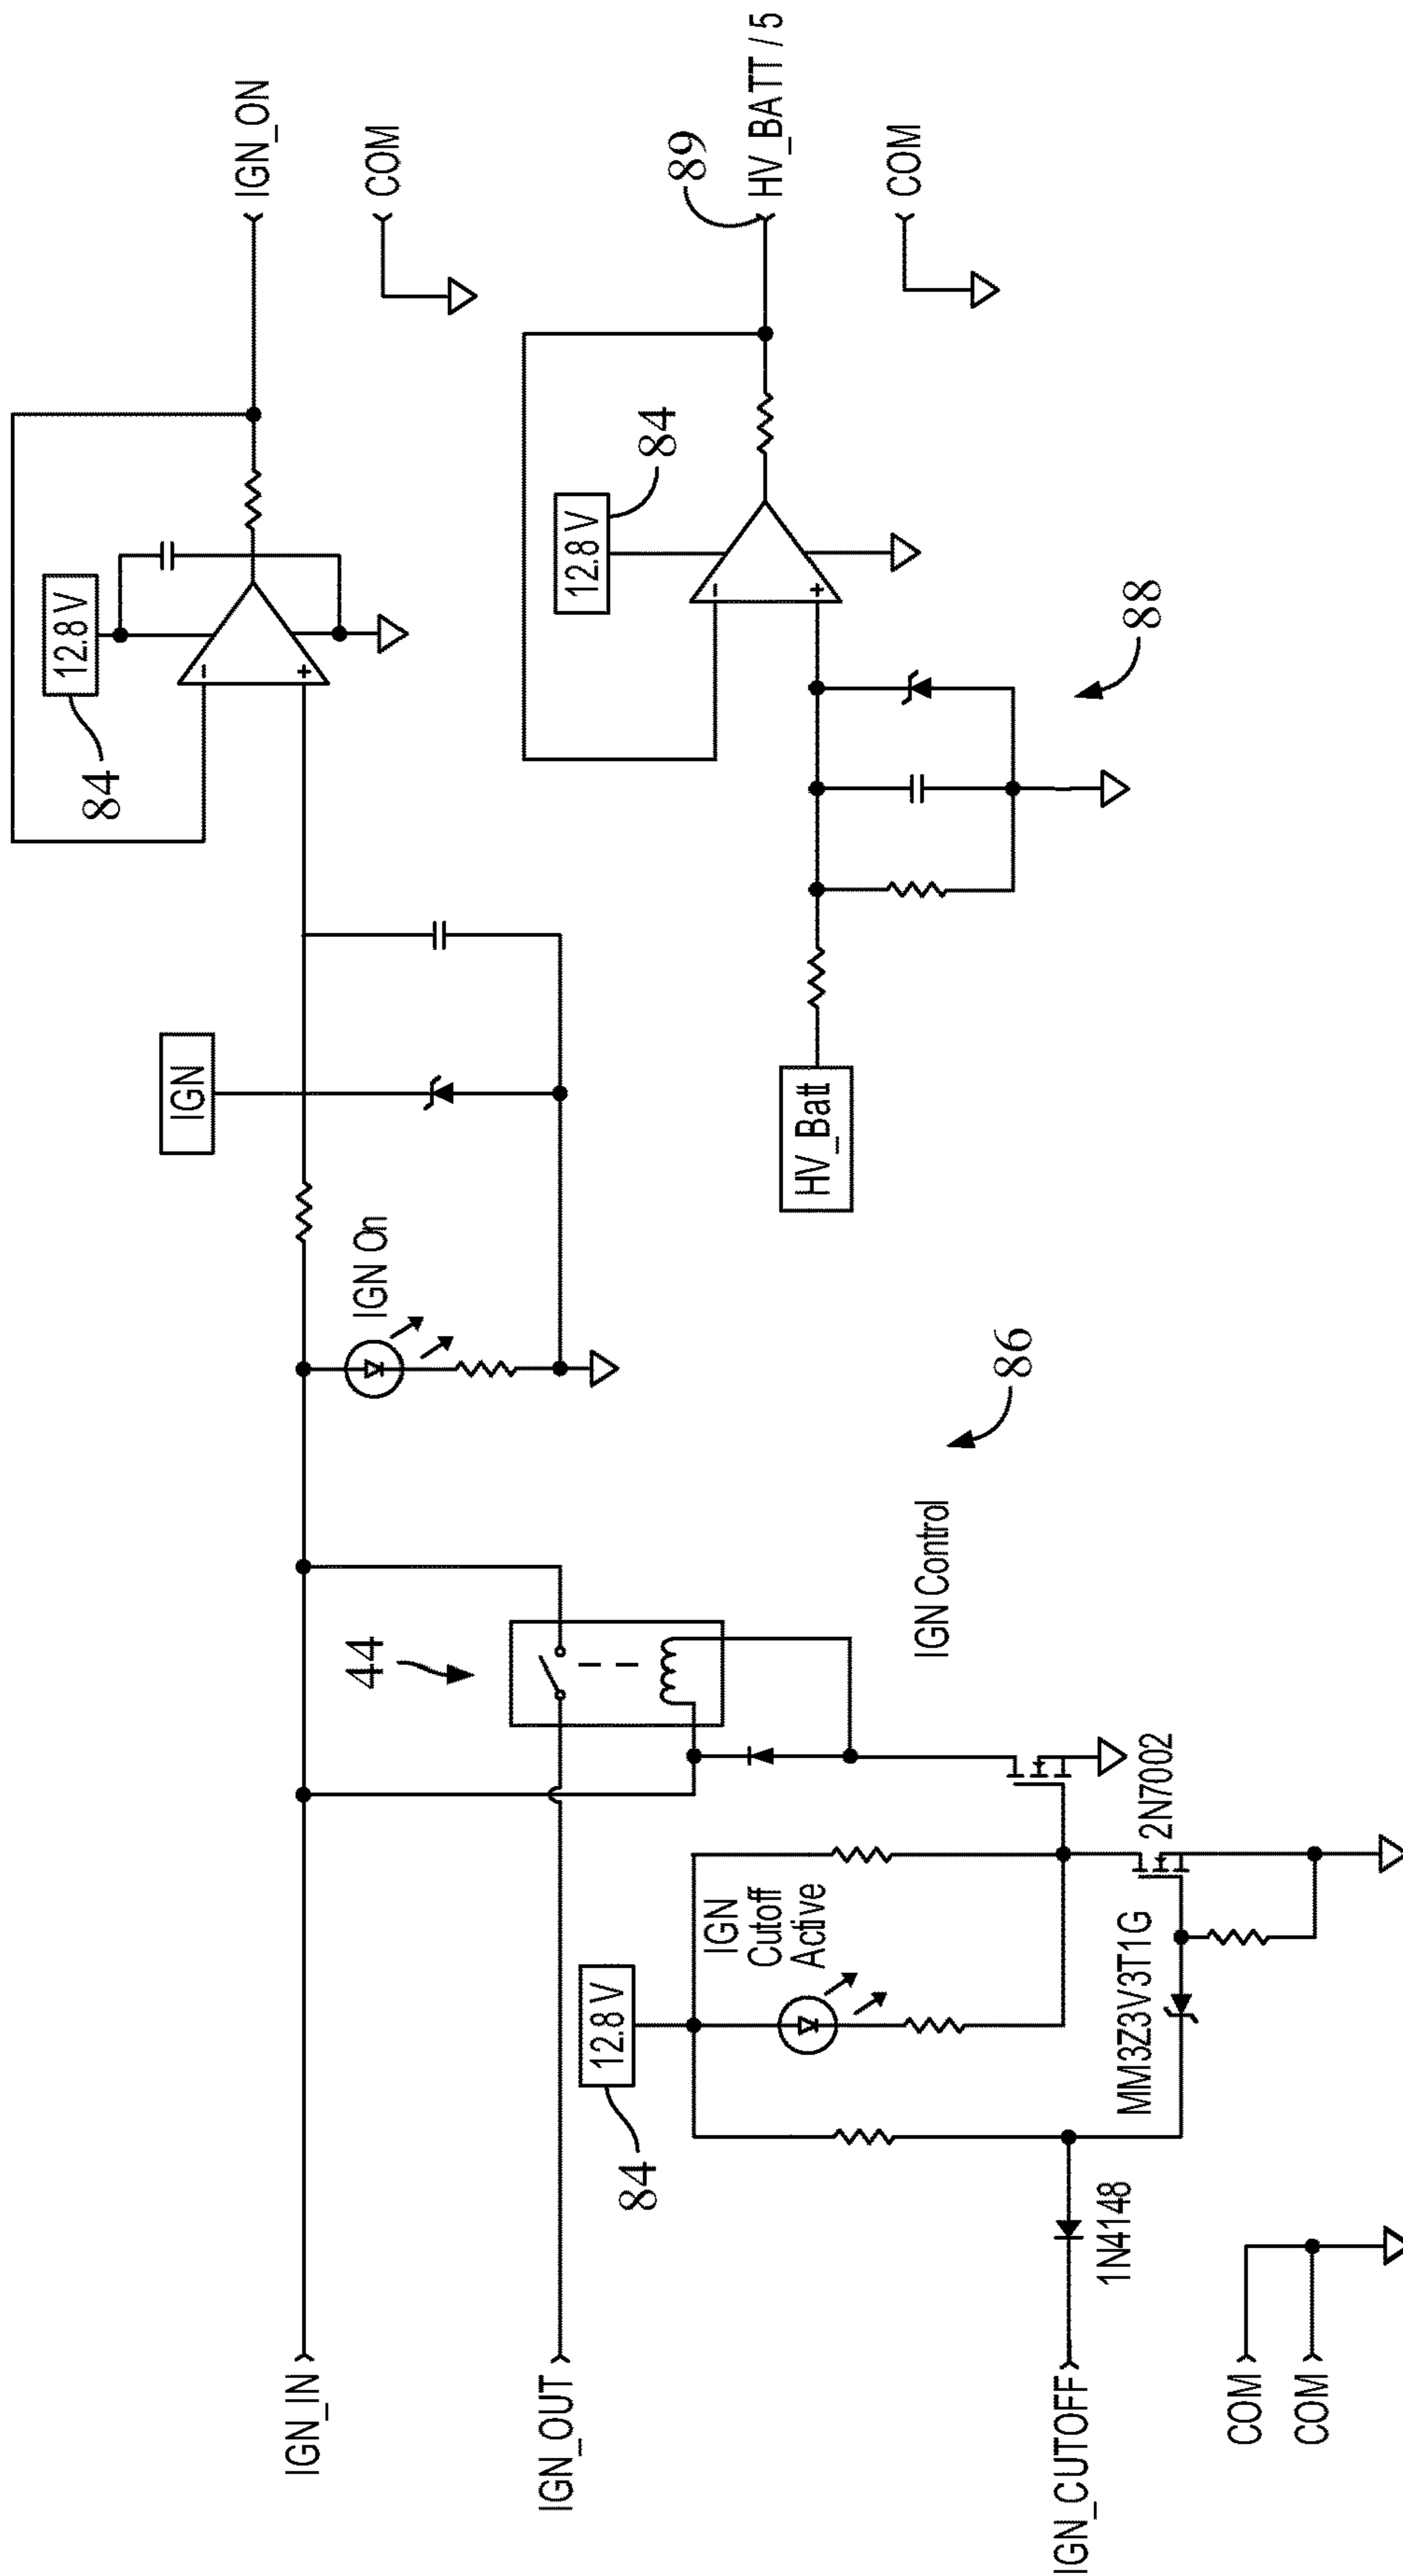 IGN_IN
IGN_OUT
IGN_CUTOFF
COM
COM
1N4148
84
12.8 V
IGN
Cutoff
Active
MM3Z3V3T1G
2N7002
44
IGN Control
86
IGN On
IGN
84
12.8 V
IGN_ON
COM
HV_Batt
88
12.8 V
84
89
HV_BATT / 5
COM